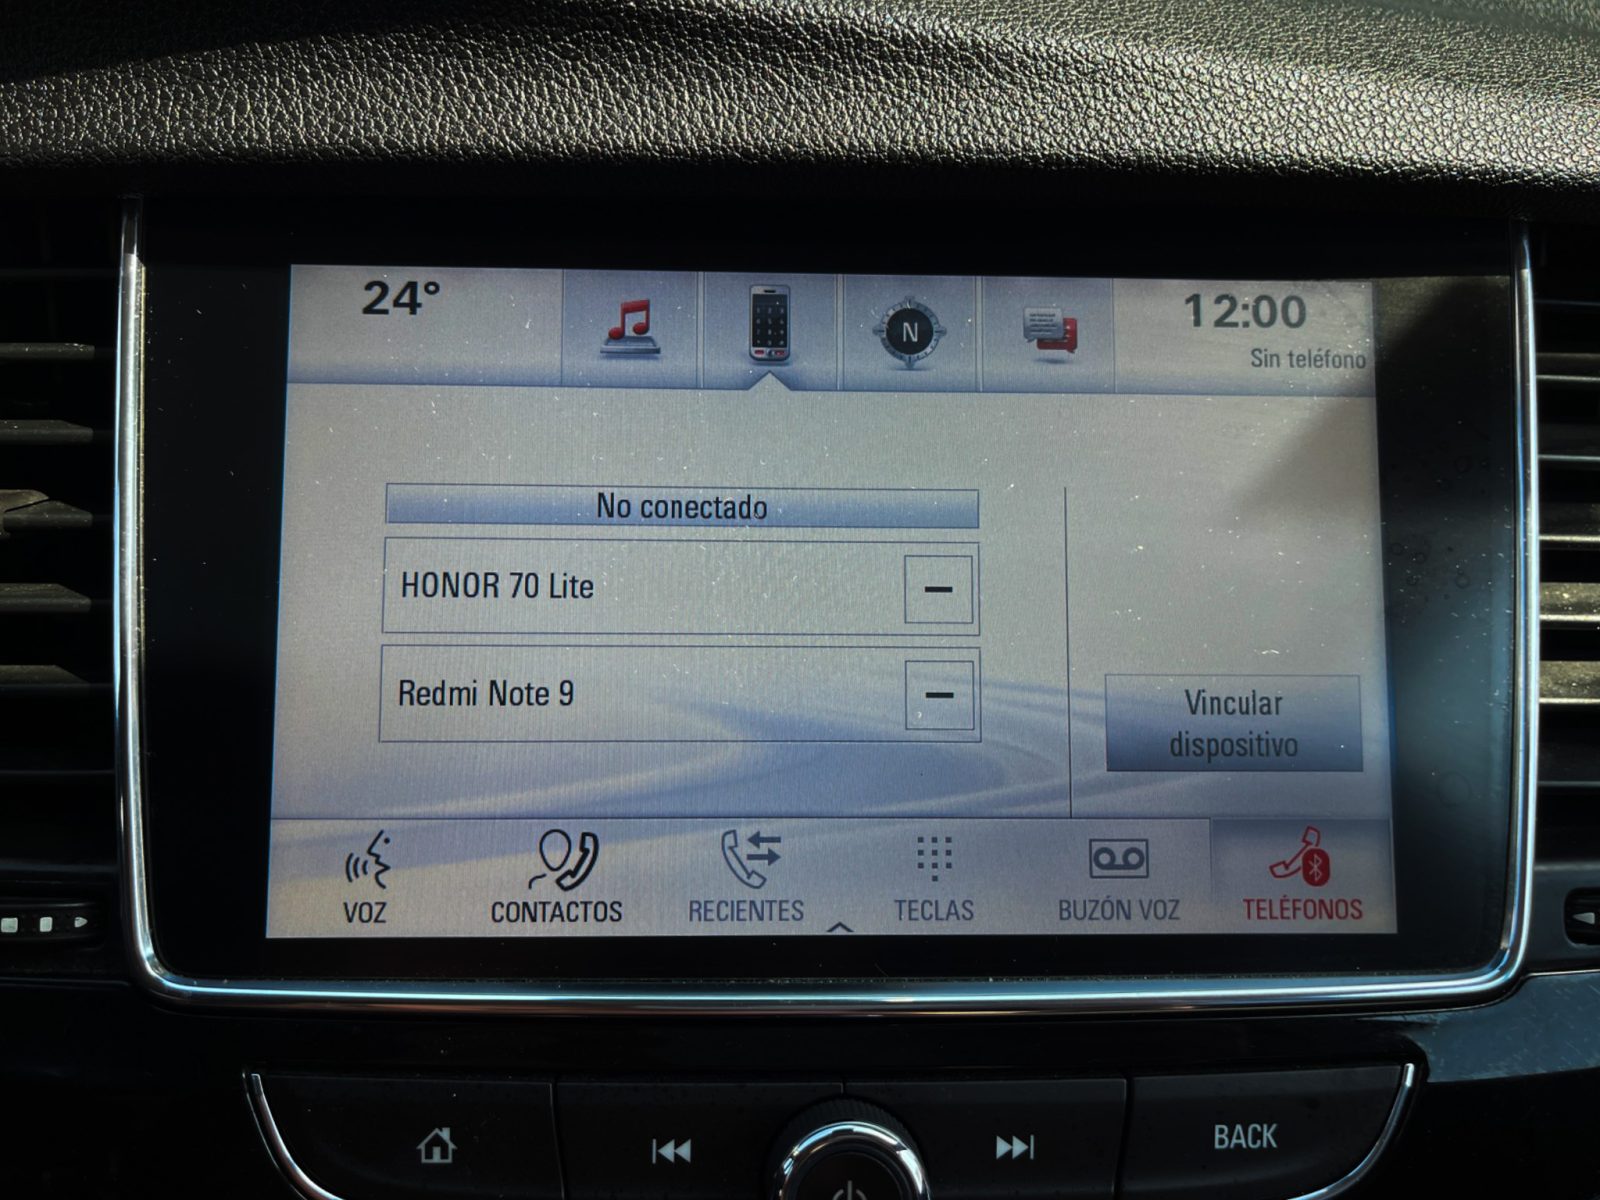 24°
N
12:00
Sin teléfono
No conectado
HONOR 70 Lite
Redmi Note 9
Vincular
dispositivo
VOZ
CONTACTOS
RECIENTES
TECLAS
BUZÓN VOZ
TELÉFONOS
BACK